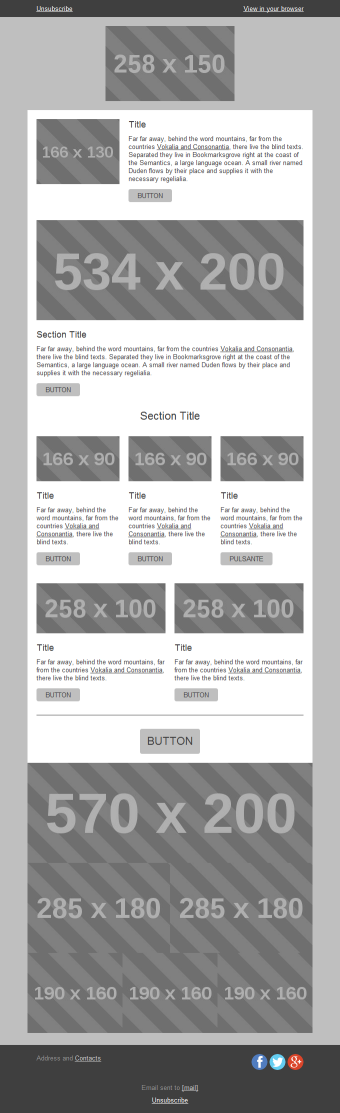 Unsubscribe
View in your browser
258 x 150
166 x 130
Title
Far far away, behind the word mountains, far from the
countries Vokalia and Consonantia, there live the blind texts.
Separated they live in Bookmarksgrove right at the coast of
the Semantics, a large language ocean. A small river named
Duden flows by their place and supplies it with the
necessary regelialia.
BUTTON
534 x 200
Section Title
Far far away, behind the word mountains, far from the countries Vokalia and Consonantia,
there live the blind texts. Separated they live in Bookmarksgrove right at the coast of the
Semantics, a large language ocean. A small river named Duden flows by their place and
supplies it with the necessary regelialia.
BUTTON
Section Title
166 x 90
Title
Far far away, behind the
word mountains, far from the
countries Vokalia and
Consonantia, there live the
blind texts.
BUTTON
166 x 90
Title
Far far away, behind the
word mountains, far from the
countries Vokalia and
Consonantia, there live the
blind texts.
BUTTON
166 x 90
Title
Far far away, behind the
word mountains, far from the
countries Vokalia and
Consonantia, there live the
blind texts.
PULSANTE
258 x 100
Title
Far far away, behind the word mountains, far
from the countries Vokalia and Consonantia,
there live the blind texts.
BUTTON
258 x 100
Title
Far far away, behind the word mountains, far
from the countries Vokalia and Consonantia,
there live the blind texts.
BUTTON
BUTTON
570 x 200
285 x 180
285 x 180
190 x 160
190 x 160
190 x 160
Address and Contacts
Email sent to [mail]
Unsubscribe